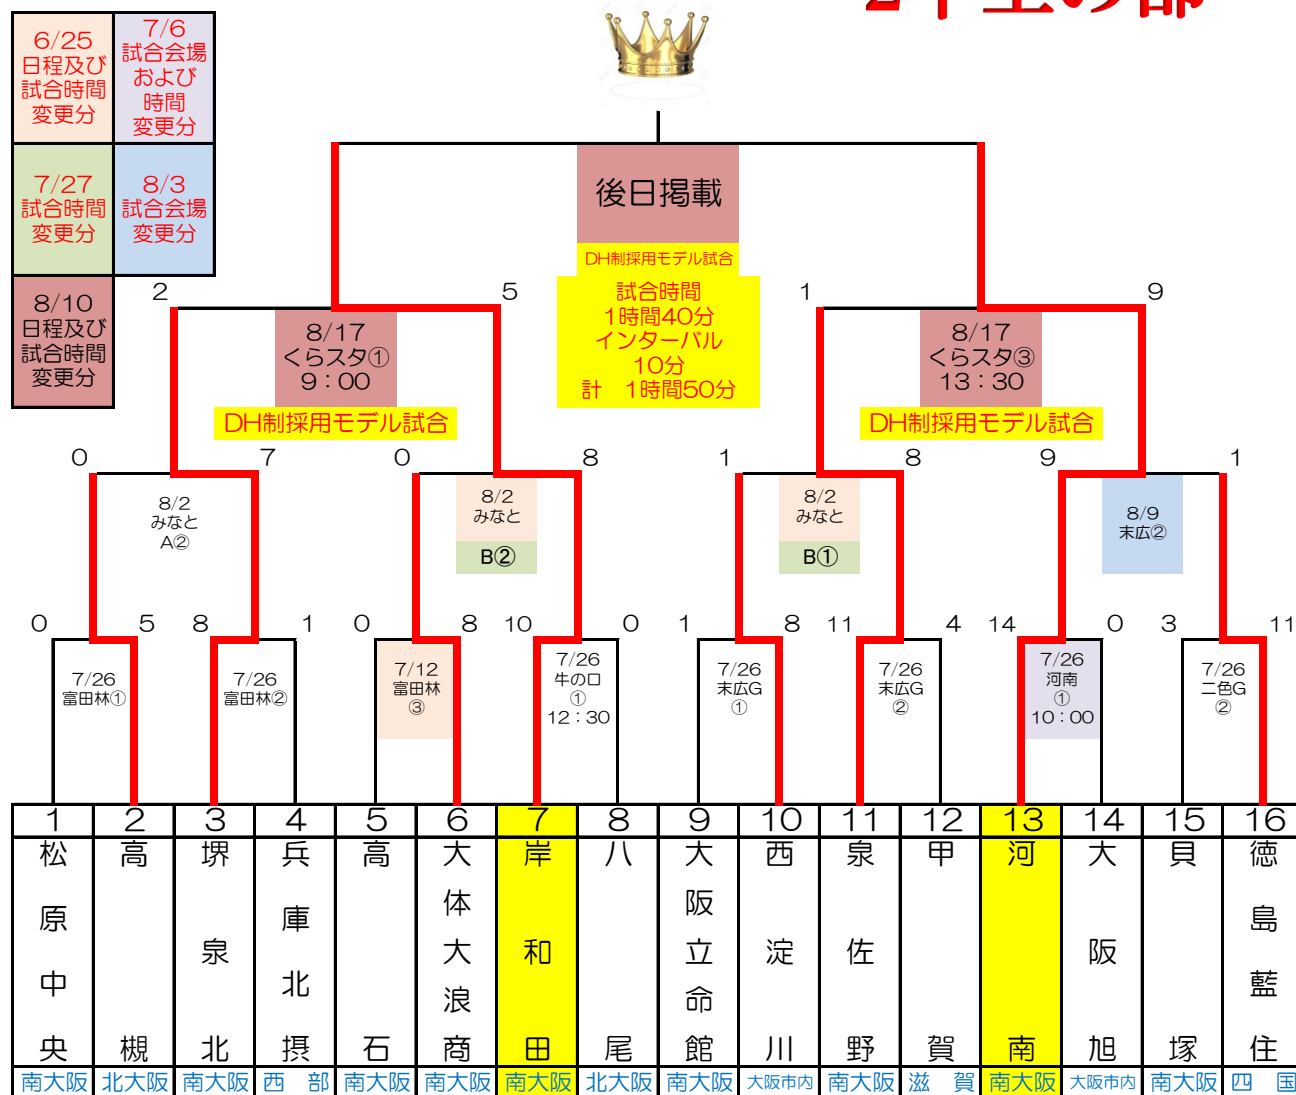 2年生の部
6/25
日程及び
試合時間
変更分
7/6
試合会場
および
時間
変更分
7/27
試合時間
変更分
8/3
試合会場
変更分
8/10
日程及び
試合時間
変更分
後日掲載
DH制採用モデル試合
試合時間
1時間40分
インターバル
10分
計 1時間50分
2 5 1 9
8/17
くらスタ①
9：00
DH制採用モデル試合
8/17
くらスタ③
13：30
DH制採用モデル試合
0 7 0 8 1 8 9 1
8/2
みなと
A②
8/2
みなと
B②
8/2
みなと
B①
8/9
末広②
0 5 8 1 0 8 10 0 1 8 11 4 14 0 3 11
7/26
富田林①
7/26
富田林②
7/12
富田林
③
7/26
牛の口
①
12：30
7/26
末広G
①
7/26
末広G
②
7/26
河南
①
10：00
7/26
二色G
②
1 2 3 4 5 6 7 8 9 10 11 12 13 14 15 16
松原中央
高槻
堺泉北
兵庫北摂
高石
大体大浪商
岸和田
八尾
大阪立命館
西淀川
泉佐野
甲賀
河南
大阪旭
貝塚
徳島藍住
南大阪 北大阪 南大阪 西部 南大阪 南大阪 南大阪 北大阪 南大阪 大阪市内 南大阪 滋賀 南大阪 大阪市内 南大阪 四国